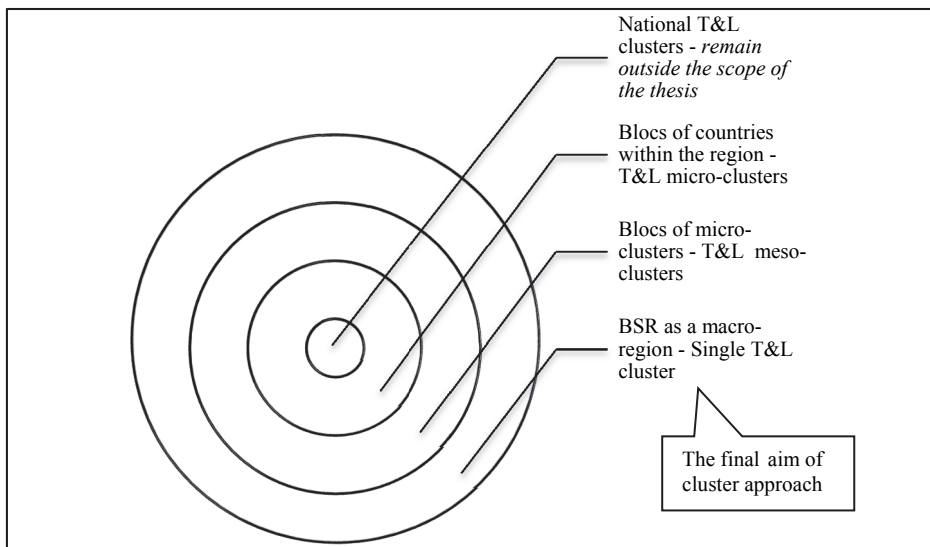 National T&L
clusters - remain
outside the scope of
the thesis
Blocs of countries
within the region -
T&L micro-clusters
Blocs of micro-
clusters - T&L meso-
clusters
BSR as a macro-
region - Single T&L
cluster
The final aim of
cluster approach